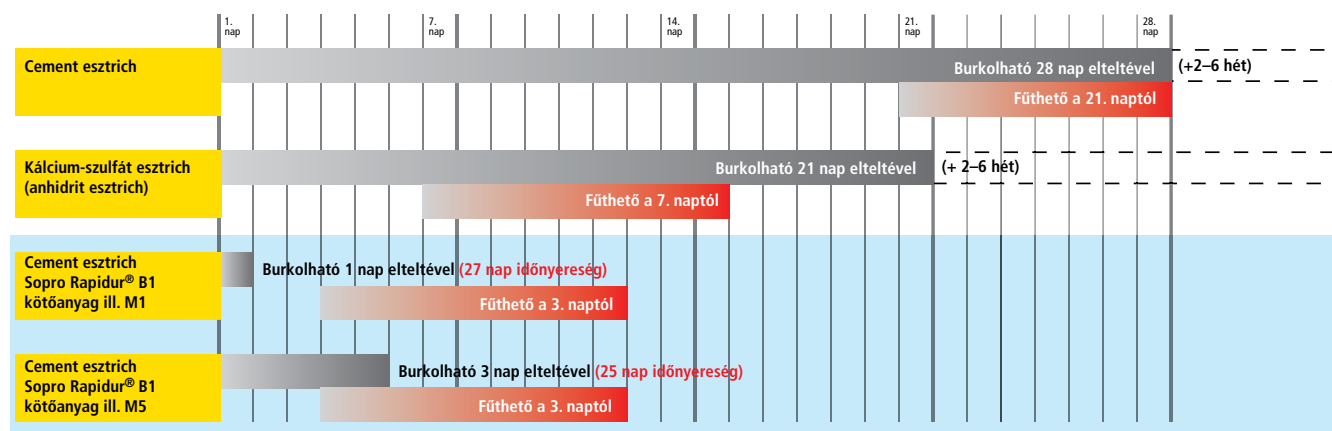 1.
nap
7.
nap
14.
nap
21.
nap
28.
nap
Cement esztrich
Burkolható 28 nap elteltével
(+2–6 hét)
Fűthető a 21. naptól
Kálcium-szulfát esztrich
(anhidrit esztrich)
Burkolható 21 nap elteltével
(+ 2–6 hét)
Fűthető a 7. naptól
Cement esztrich
Sopro Rapidur® B1
kötőanyag ill. M1
Burkolható 1 nap elteltével (27 nap időnyereség)
Fűthető a 3. naptól
Cement esztrich
Sopro Rapidur® B1
kötőanyag ill. M5
Burkolható 3 nap elteltével (25 nap időnyereség)
Fűthető a 3. naptól